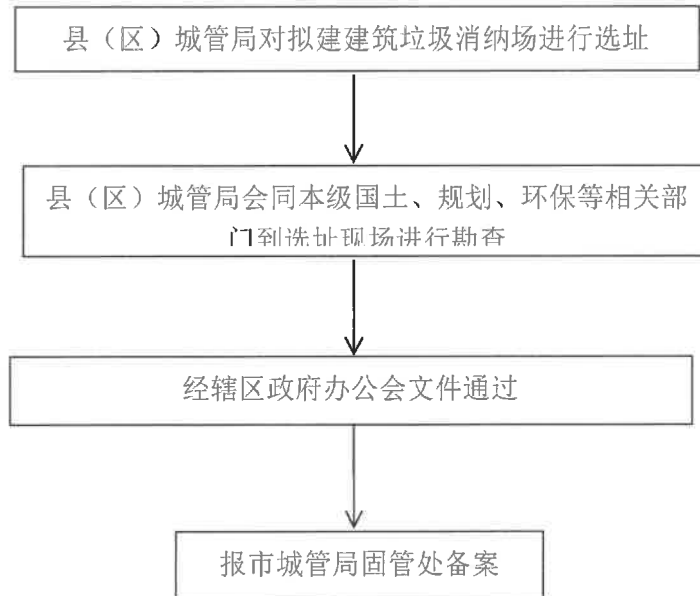 县（区）城管局对拟建建筑垃圾消纳场进行选址
县（区）城管局会同本级国土、规划、环保等相关部
门到选址现场进行勘查
经辖区政府办公会文件通过
报市城管局固管处备案